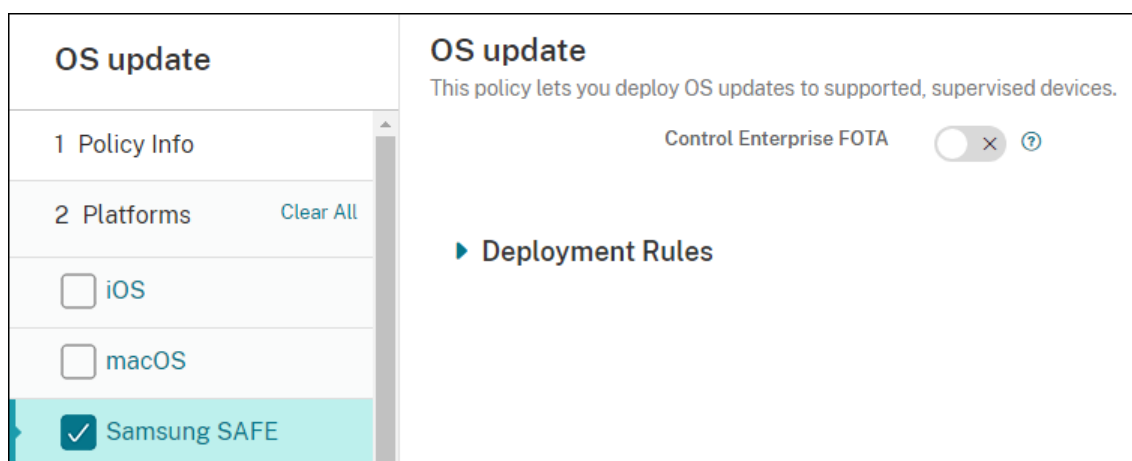 OS update
1 Policy Info
2 Platforms
Clear All
iOS
macOS
Samsung SAFE
OS update
This policy lets you deploy OS updates to supported, supervised devices.
Control Enterprise FOTA
?
Deployment Rules